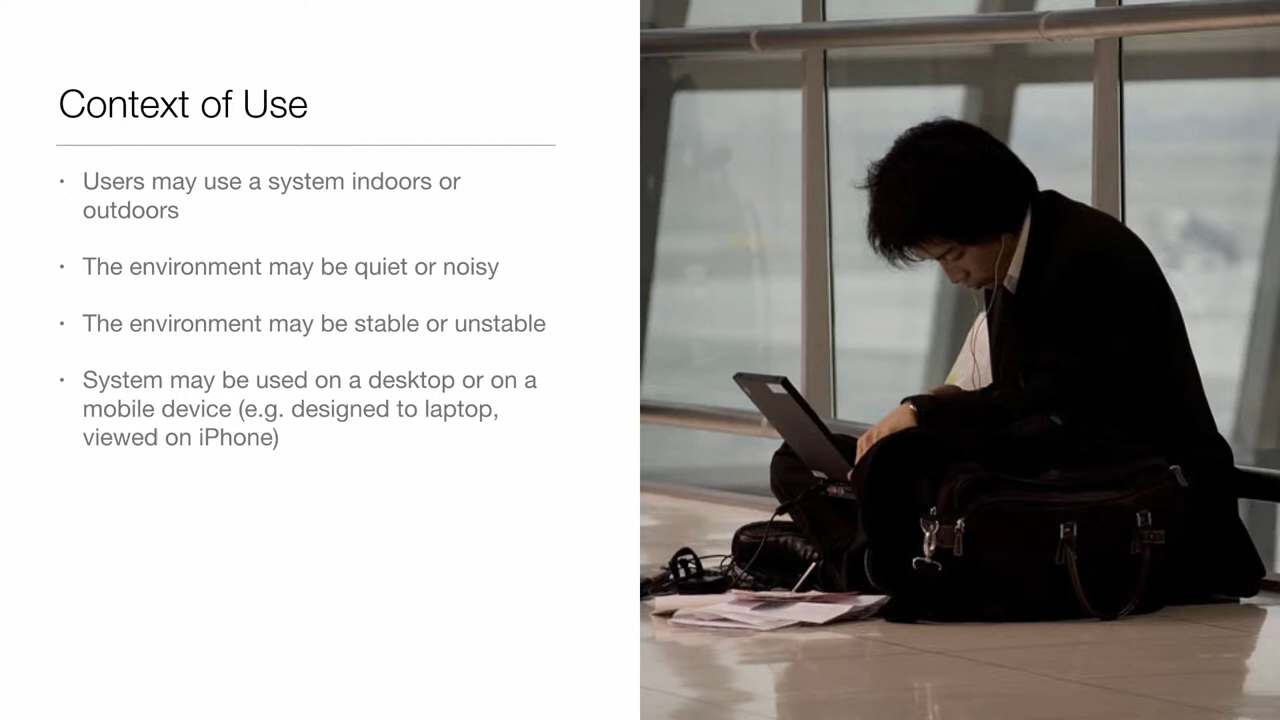 Context of Use
• Users may use a system indoors or
outdoors
• The environment may be quiet or noisy
• The environment may be stable or unstable
• System may be used on a desktop or on a
mobile device (e.g. designed to laptop,
viewed on iPhone)